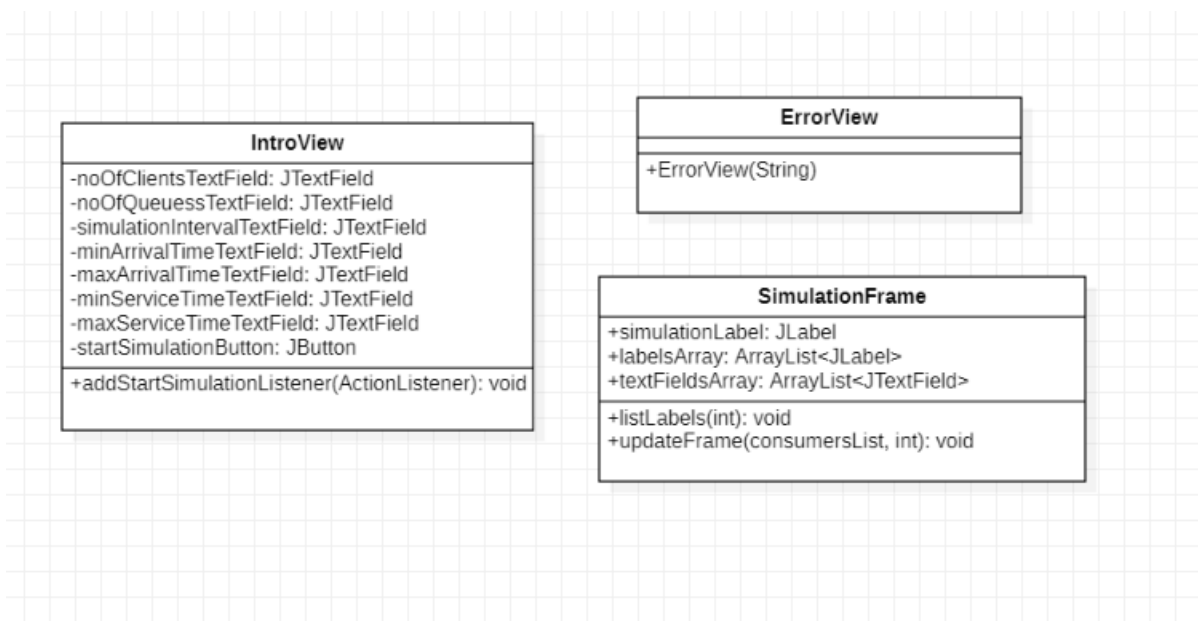 IntroView
-noOfClientsTextField: JTextField
-noOfQueuessTextField: JTextField
-simulationIntervalTextField: JTextField
-minArrivalTimeTextField: JTextField
-maxArrivalTimeTextField: JTextField
-minServiceTimeTextField: JTextField
-maxServiceTimeTextField: JTextField
-startSimulationButton: JButton
+addStartSimulationListener(ActionListener): void
ErrorView
+ErrorView(String)
SimulationFrame
+simulationLabel: JLabel
+labelsArray: ArrayList<JLabel>
+textFieldsArray: ArrayList<JTextField>
+listLabels(int): void
+updateFrame(consumersList, int): void